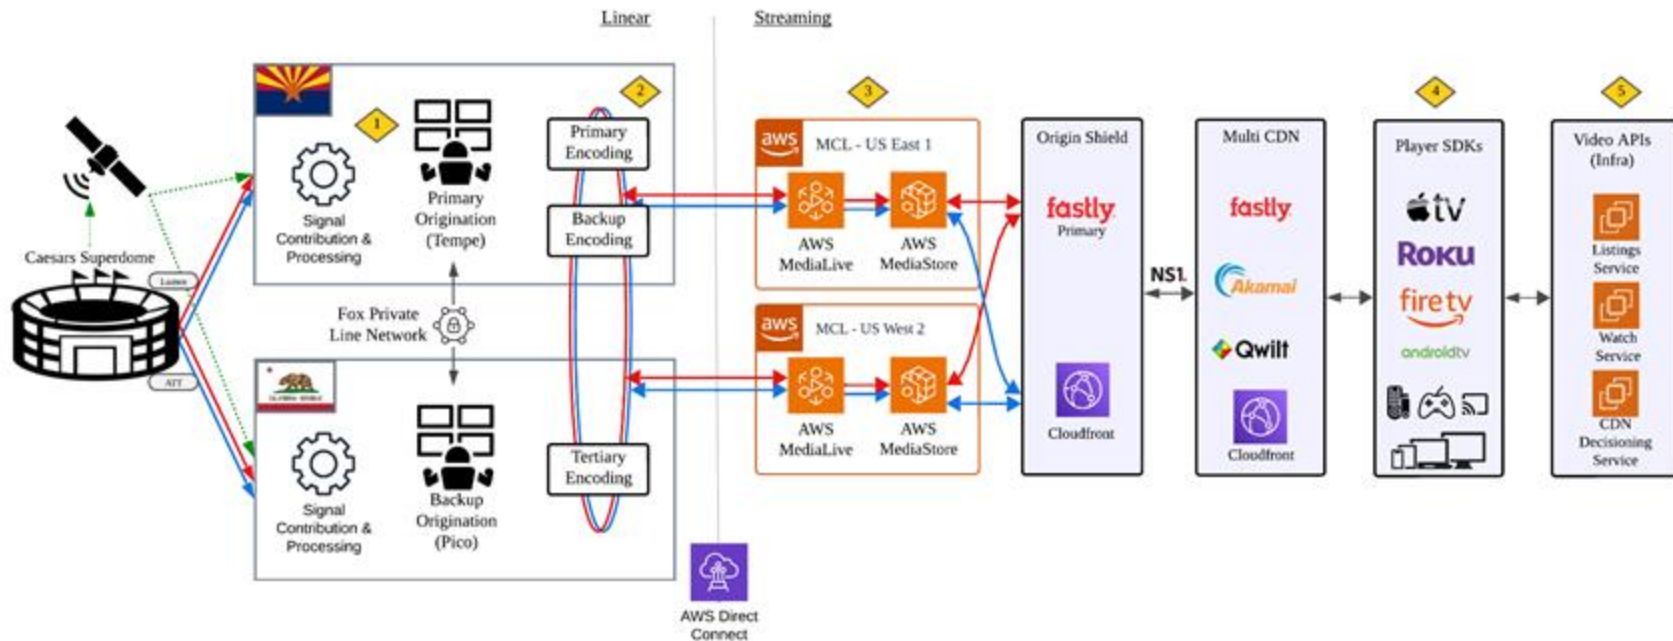 Linear
Streaming
Caesars Superdome
Lumen
ATT
1
2
Signal
Contribution &
Processing
Primary
Origination
(Tempe)
Primary
Encoding
Backup
Encoding
Fox Private
Line Network
CALIFORNIA REPUBLIC
Signal
Contribution &
Processing
Backup
Origination
(Pico)
Tertiary
Encoding
AWS Direct
Connect
3
aws
MCL - US East 1
AWS
MediaLive
AWS
MediaStore
aws
MCL - US West 2
AWS
MediaLive
AWS
MediaStore
Origin Shield
fastly
Primary
Cloudfront
NS1.
Multi CDN
fastly
Akamai
Qwilt
Cloudfront
4
Player SDKs
tv
Roku
fire tv
androidtv
5
Video APIs
(Infra)
Listings
Service
Watch
Service
CDN
Decisioning
Service